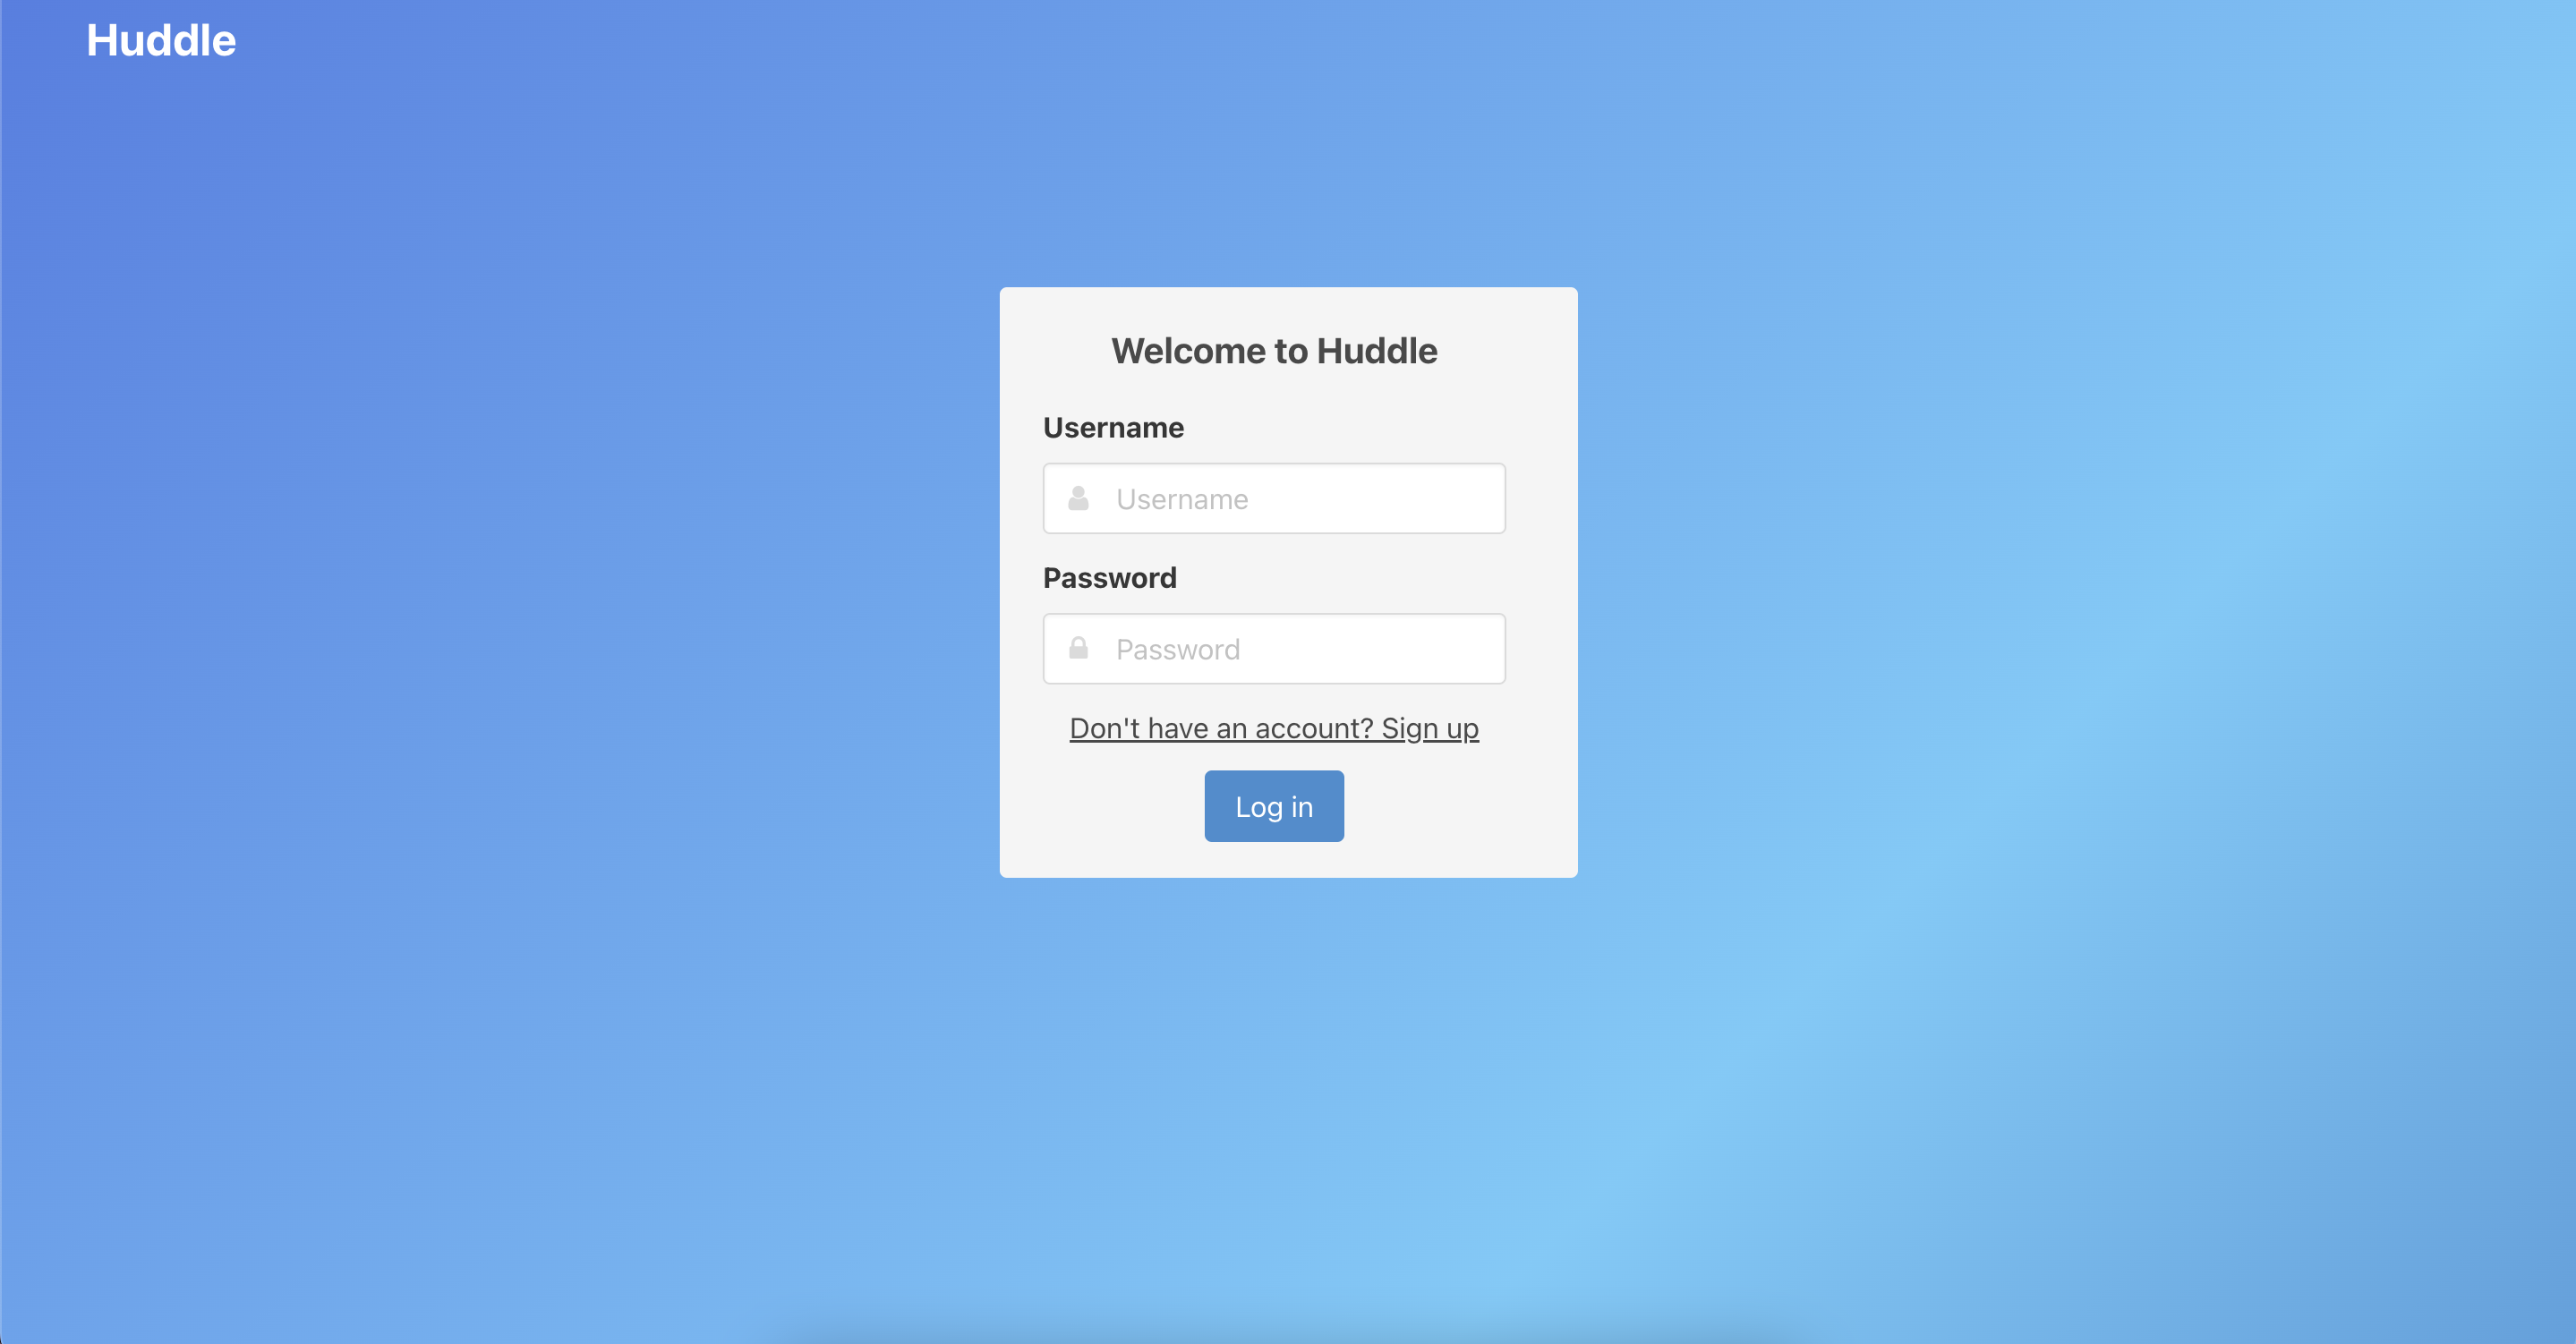 Huddle
Welcome to Huddle
Username
Username
Password
Password
Don't have an account? Sign up
Log in